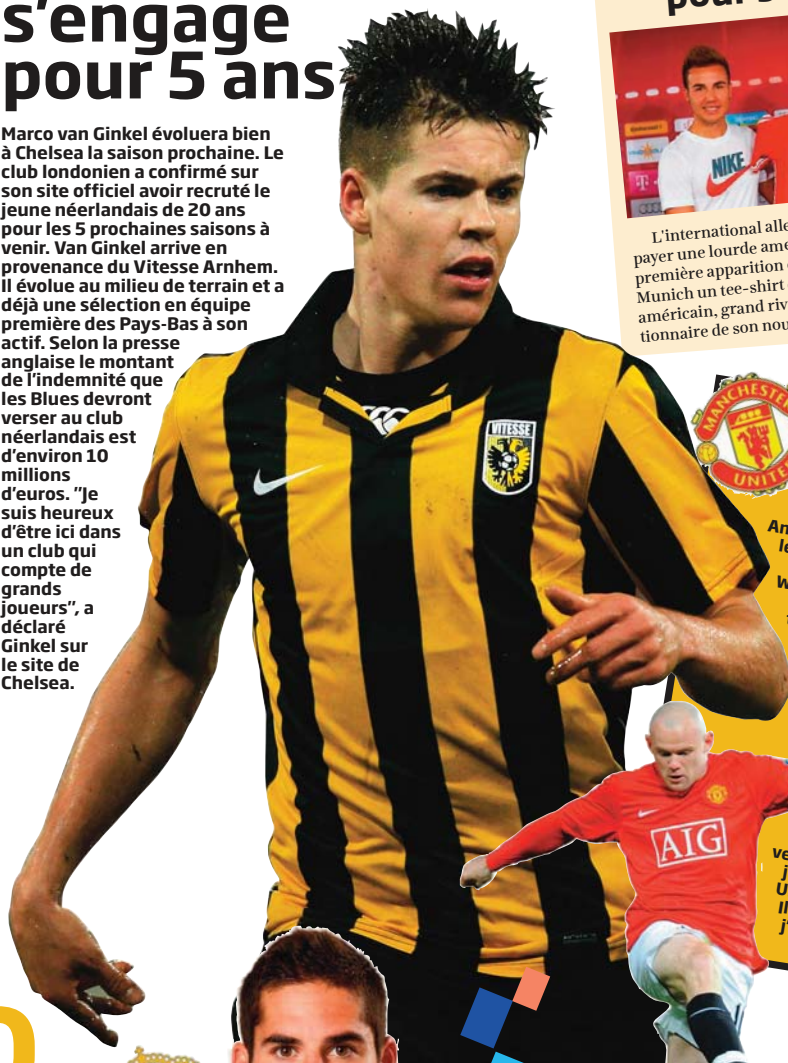 s'engage
pour 5 ans
Marco van Ginkel évoluera bien
à Chelsea la saison prochaine. Le
club londonien a confirmé sur
son site officiel avoir recruté le
jeune néerlandais de 20 ans
pour les 5 prochaines saisons à
venir. Van Ginkel arrive en
provenance du Vitesse Arnhem.
Il évolue au milieu de terrain et a
déjà une sélection en équipe
première des Pays-Bas à son
actif. Selon la presse
anglaise le montant
de l'indemnité que
les Blues devront
verser au club
néerlandais est
d'environ 10
millions
d'euros. "Je
suis heureux
d'être ici dans
un club qui
compte de
grands
joueurs", a
déclaré
Ginkel sur
le site de
Chelsea.
VITESSE
pour
NIKE
L'international
payer une lourde
première apparition
Munich un tee-shirt
américain, grand
tionnaire de son
MANCHESTER
UNITED
AIG